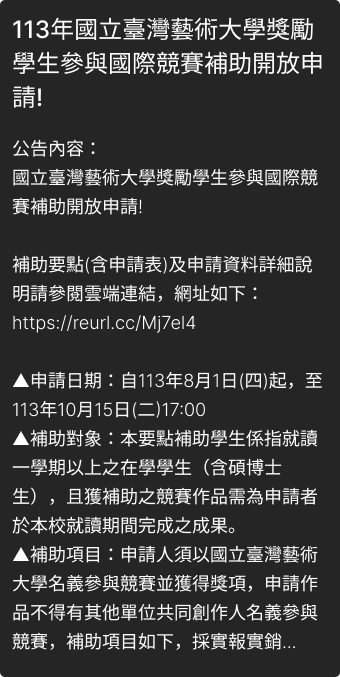 113年國立臺灣藝術大學獎勵
學生參與國際競賽補助開放申
請!
公告內容：
國立臺灣藝術大學獎勵學生參與國際競
賽補助開放申請!
補助要點(含申請表)及申請資料詳細說
明請參閱雲端連結，網址如下：
https://reurl.cc/Mj7el4
▲申請日期：自113年8月1日(四)起，至
113年10月15日(二)17:00
▲補助對象：本要點補助學生係指就讀
一學期以上之在學學生（含碩博士
生），且獲補助之競賽作品需為申請者
於本校就讀期間完成之成果。
▲補助項目：申請人須以國立臺灣藝術
大學名義參與競賽並獲得獎項，申請作
品不得有其他單位共同創作人名義參與
競賽，補助項目如下，採實報實銷...